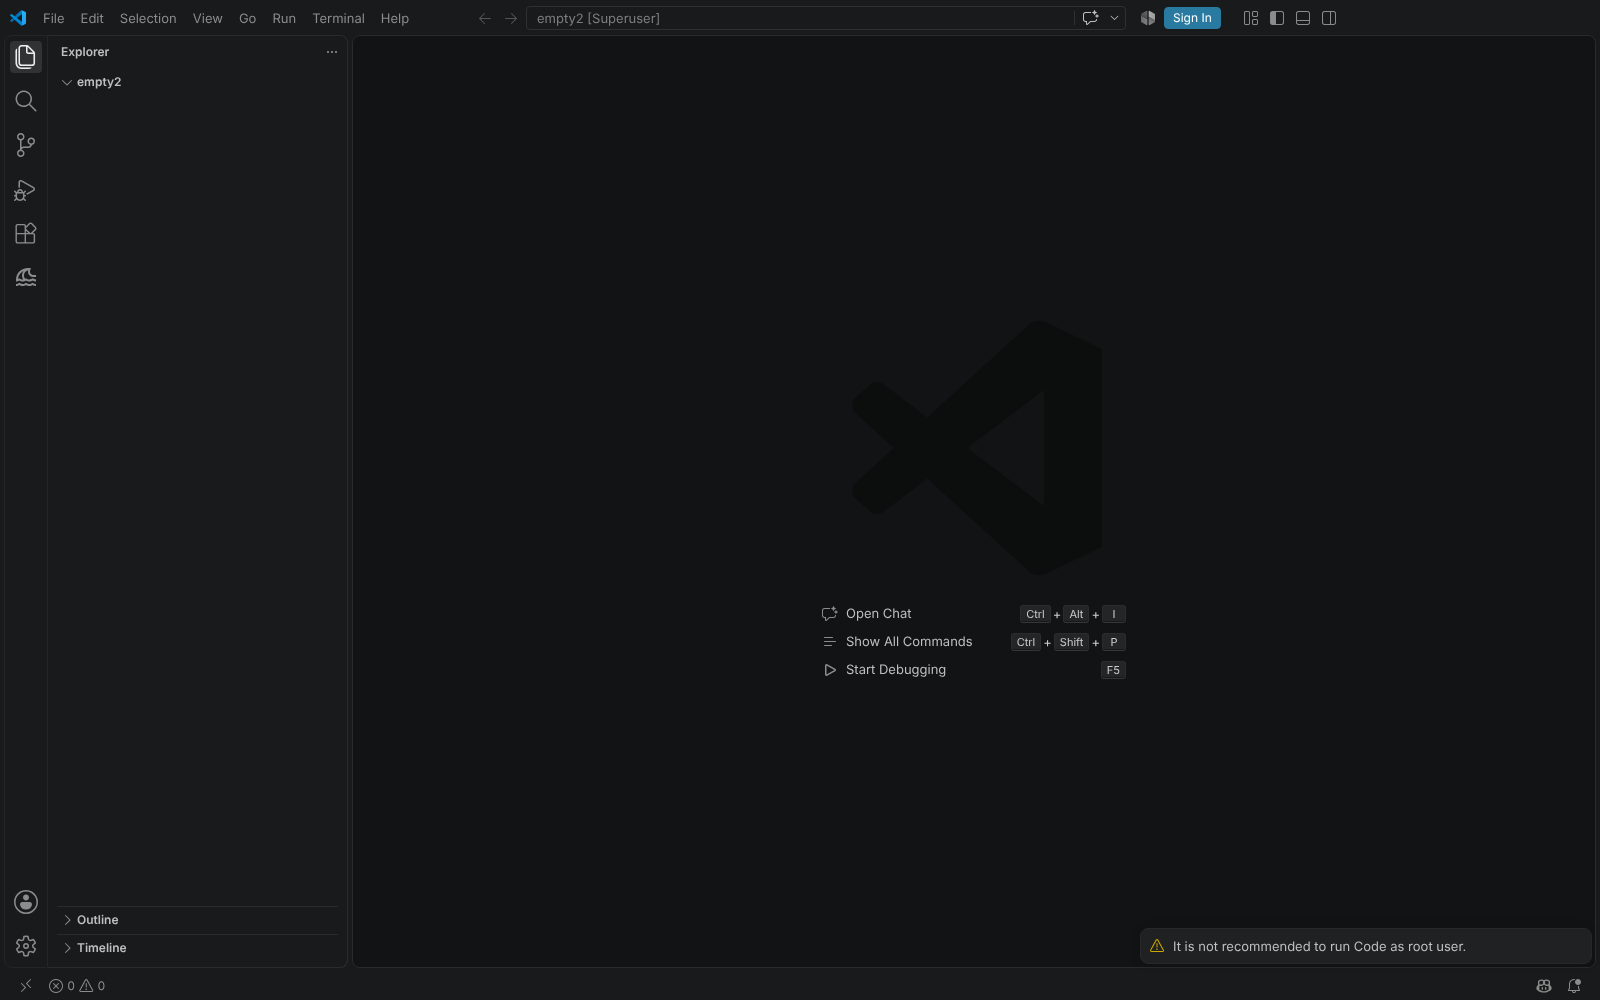 File Edit Selection View Go Run Terminal Help
empty2 [Superuser]
Sign In
Explorer
empty2
Open Chat Ctrl + Alt + I
Show All Commands Ctrl + Shift + P
Start Debugging F5
Outline
Timeline
It is not recommended to run Code as root user.
0 0